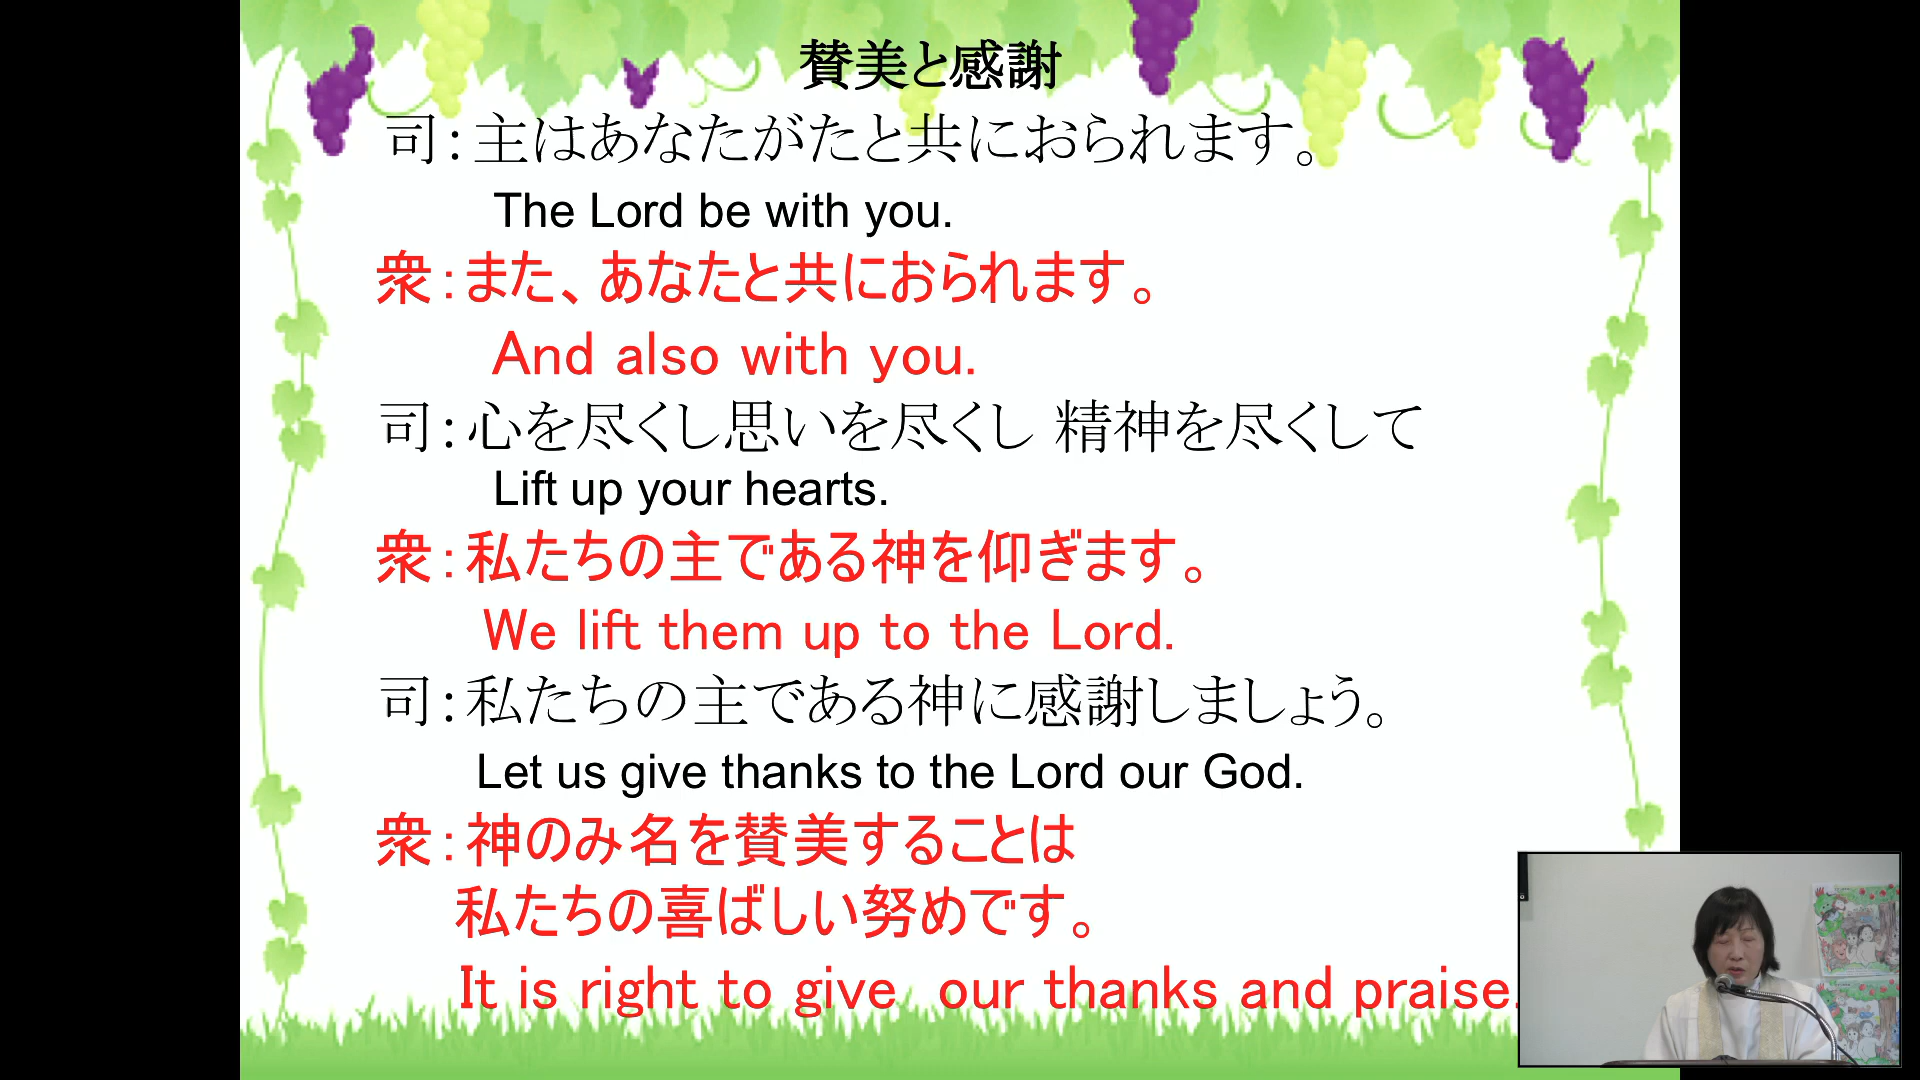 賛美と感謝
司：主はあなたがたと共におられます。
The Lord be with you.
衆：また、あなたと共におられます。
And also with you.
司：心を尽くし思いを尽くし 精神を尽くして
Lift up your hearts.
衆：私たちの主である神を仰ぎます。
We lift them up to the Lord.
司：私たちの主である神に感謝しましょう。
Let us give thanks to the Lord our God.
衆：神のみ名を賛美することは
私たちの喜ばしい努めです。
It is right to give our thanks and praise.